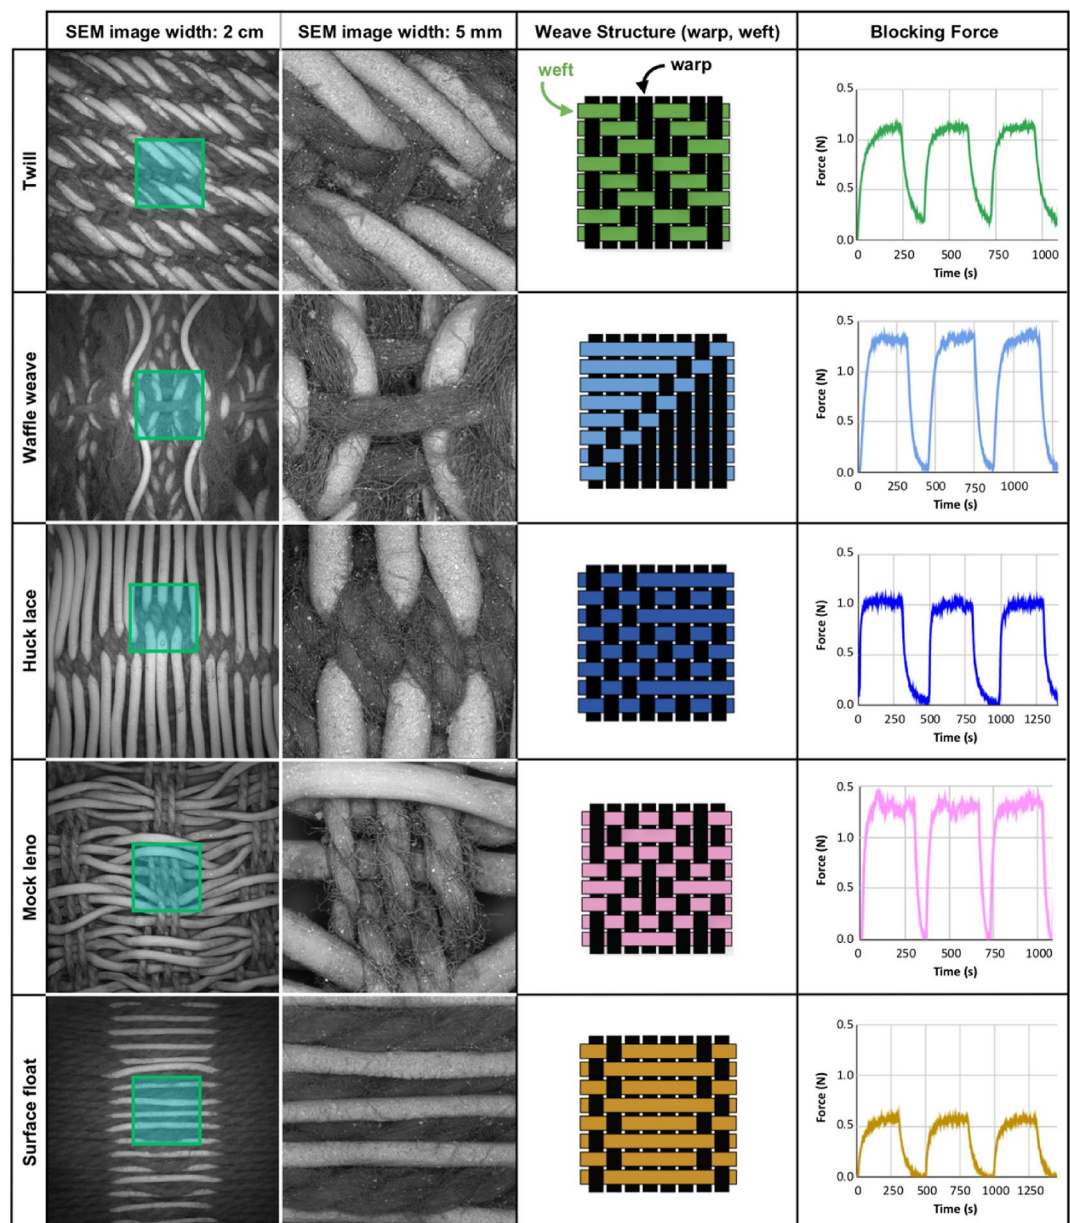 SEM image width: 2 cm SEM image width: 5 mm Weave Structure (warp, weft) Blocking Force
Twill
weft
warp
Force (N)
0.5
1.0
0.5
0.0
0 250 500 750 1000
Time (s)
Waffle weave
Force (N)
0.5
1.0
0.5
0.0
0 250 500 750 1000
Time (s)
Huck lace
Force (N)
0.5
1.0
0.5
0.0
0 250 500 750 1000 1250
Time (s)
Mock leno
Force (N)
0.5
1.0
0.5
0.0
0 250 500 750 1000
Time (s)
Surface float
Force (N)
0.5
1.0
0.5
0.0
0 250 500 750 1000 1250
Time (s)